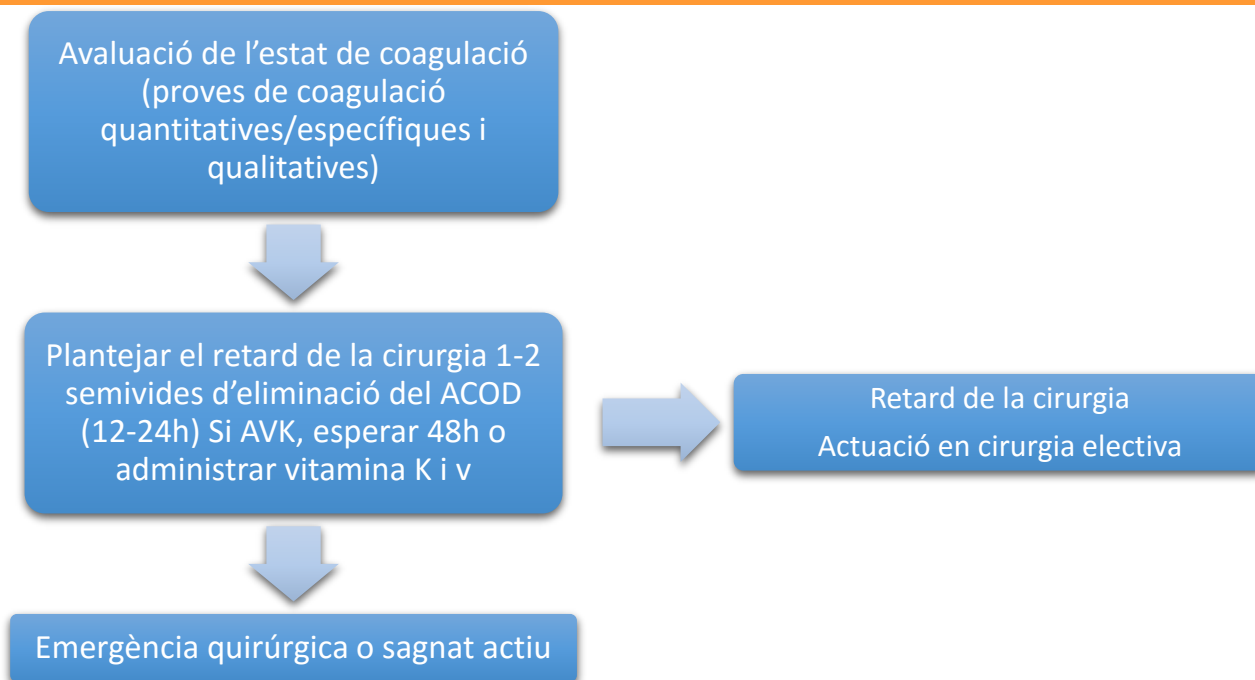 Avaluació de l’estat de coagulació
(proves de coagulació
quantitatives/específiques i
qualitatives)
Plantejar el retard de la cirurgia 1-2
semivides d’eliminació del ACOD
(12-24h) Si AVK, esperar 48h o
administrar vitamina K i v
Retard de la cirurgia
Actuació en cirurgia electiva
Emergència quirúrgica o sagnat actiu